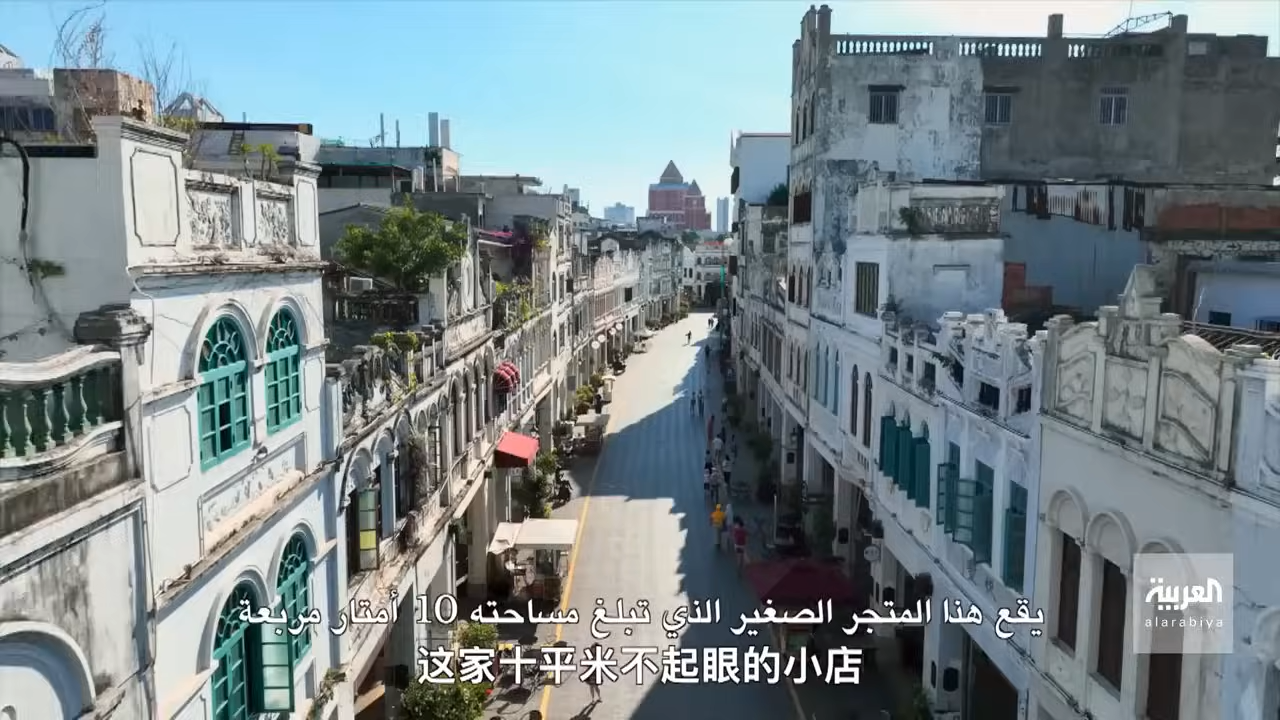 يقع هذا المتجر الصغير الذي تبلغ مساحته 10 أمقار مربعة
这家十平米不起眼的小店
العربية
alarabiya